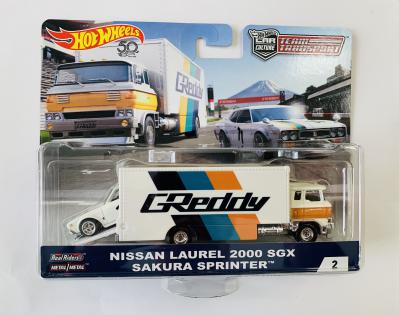 Hot Wheels
50
CAR CULTURE
TEAM TRANSPORT
GReddy
GReddy
Real Riders
METAL/METAL™
NISSAN LAUREL 2000 SGX
SAKURA SPRINTER™
2